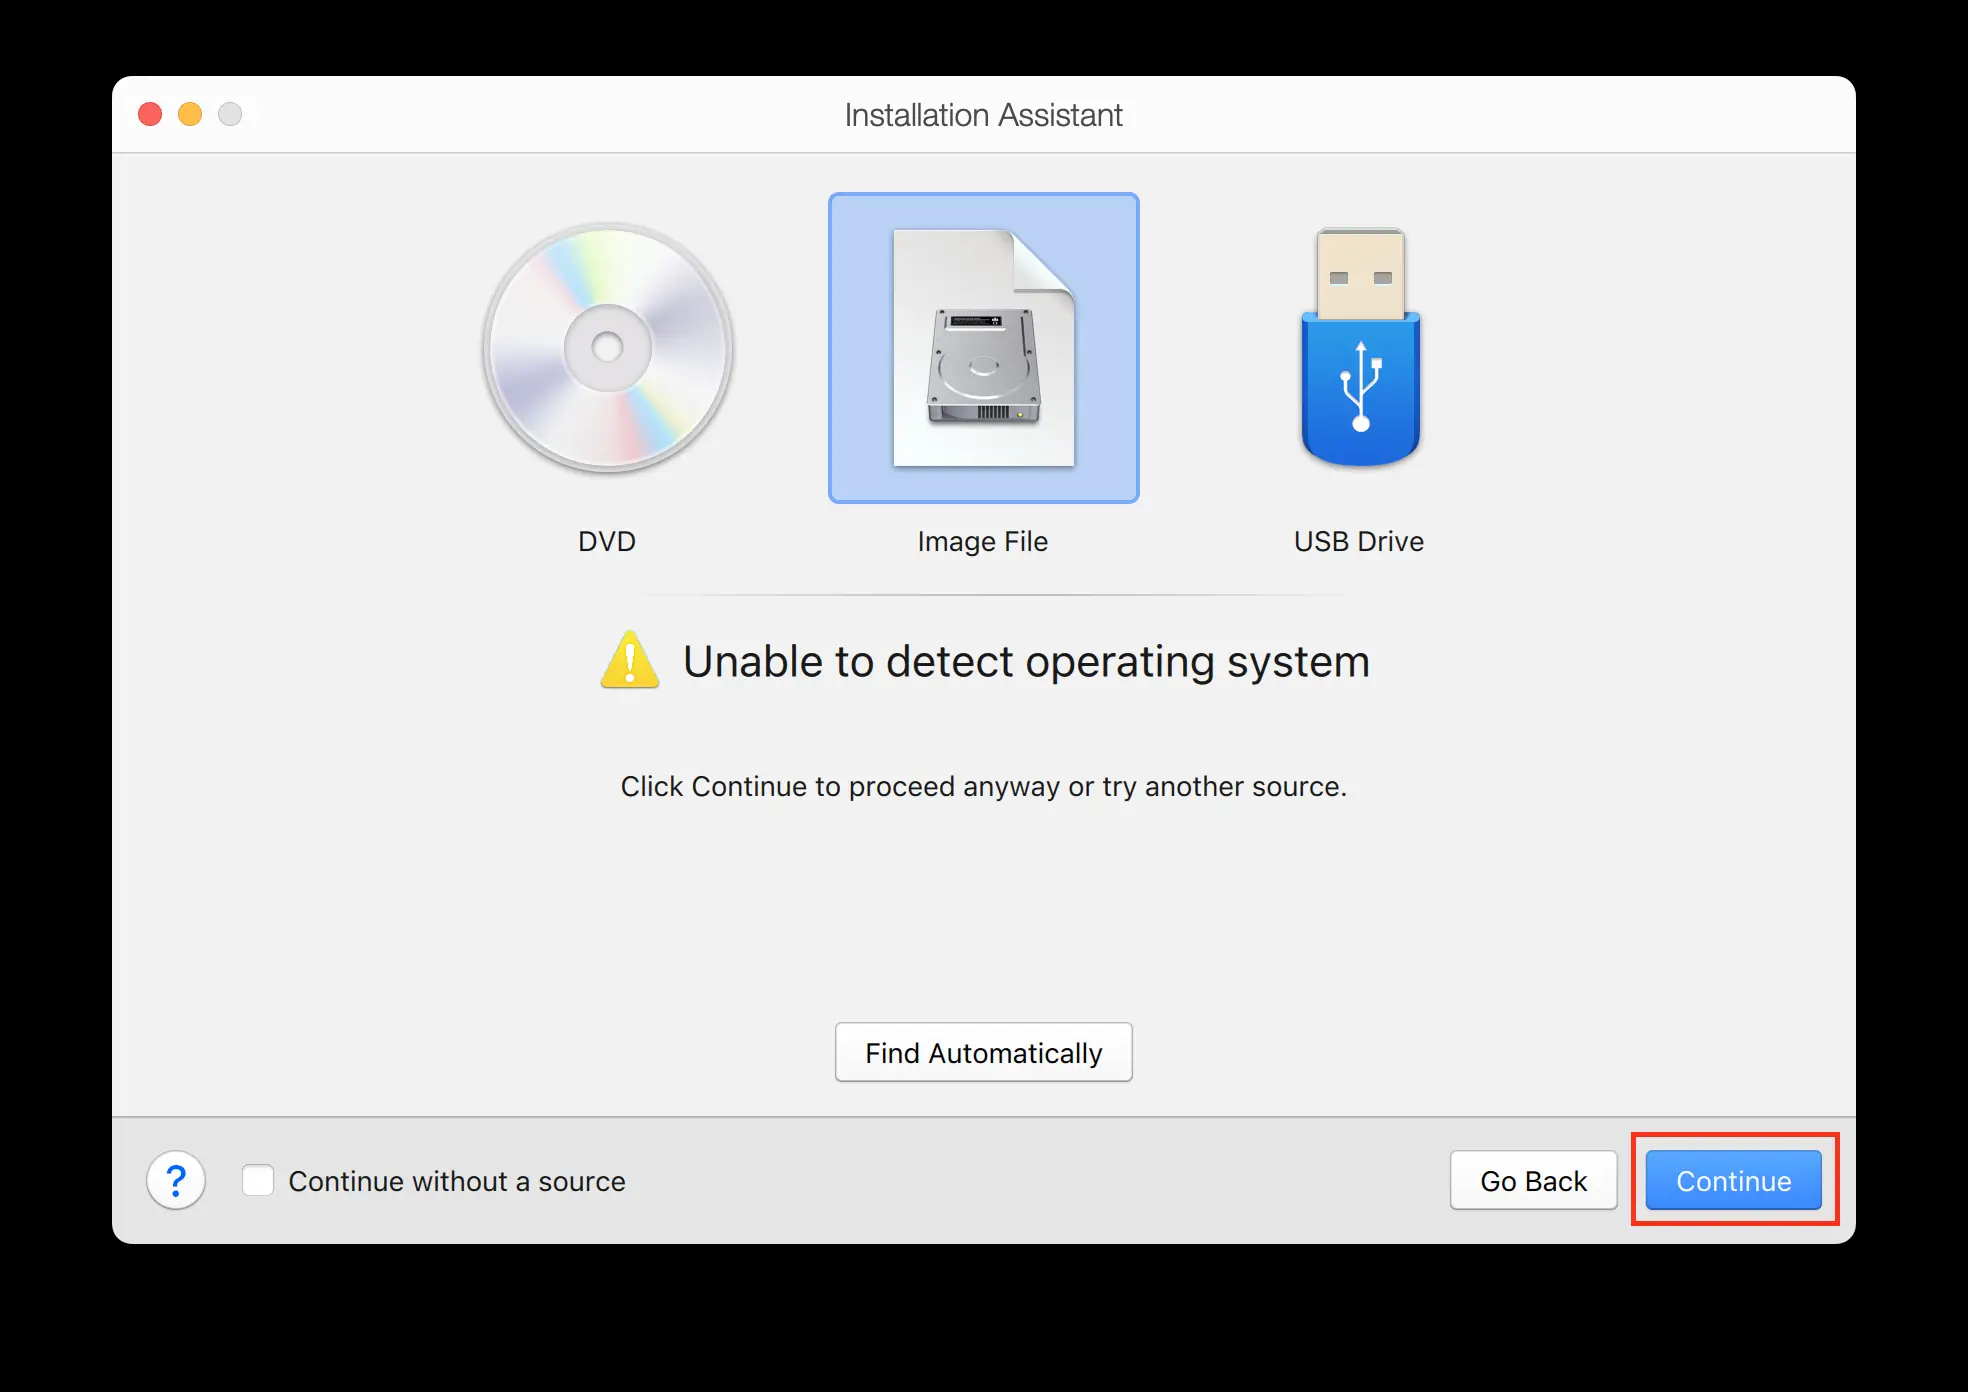 Installation Assistant
DVD
Image File
USB Drive
Unable to detect operating system
Click Continue to proceed anyway or try another source.
Find Automatically
?
Continue without a source
Go Back
Continue